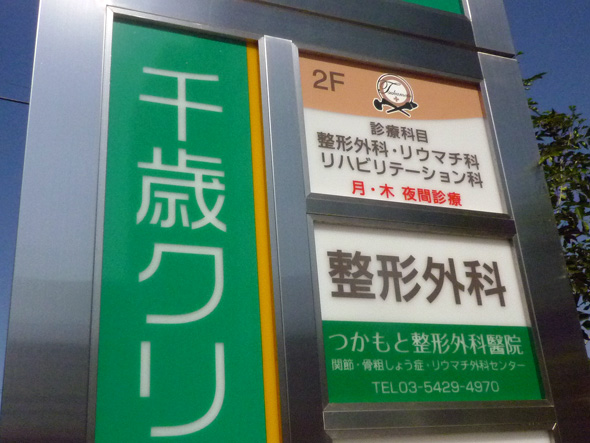 千歳クリ
2F
診療科目
整形外科・リウマチ科
リハビリテーション科
月・木 夜間診療
整形外科
つかもと整形外科醫院
関節・骨粗しょう症・リウマチ外科センター
TEL03-5429-4970